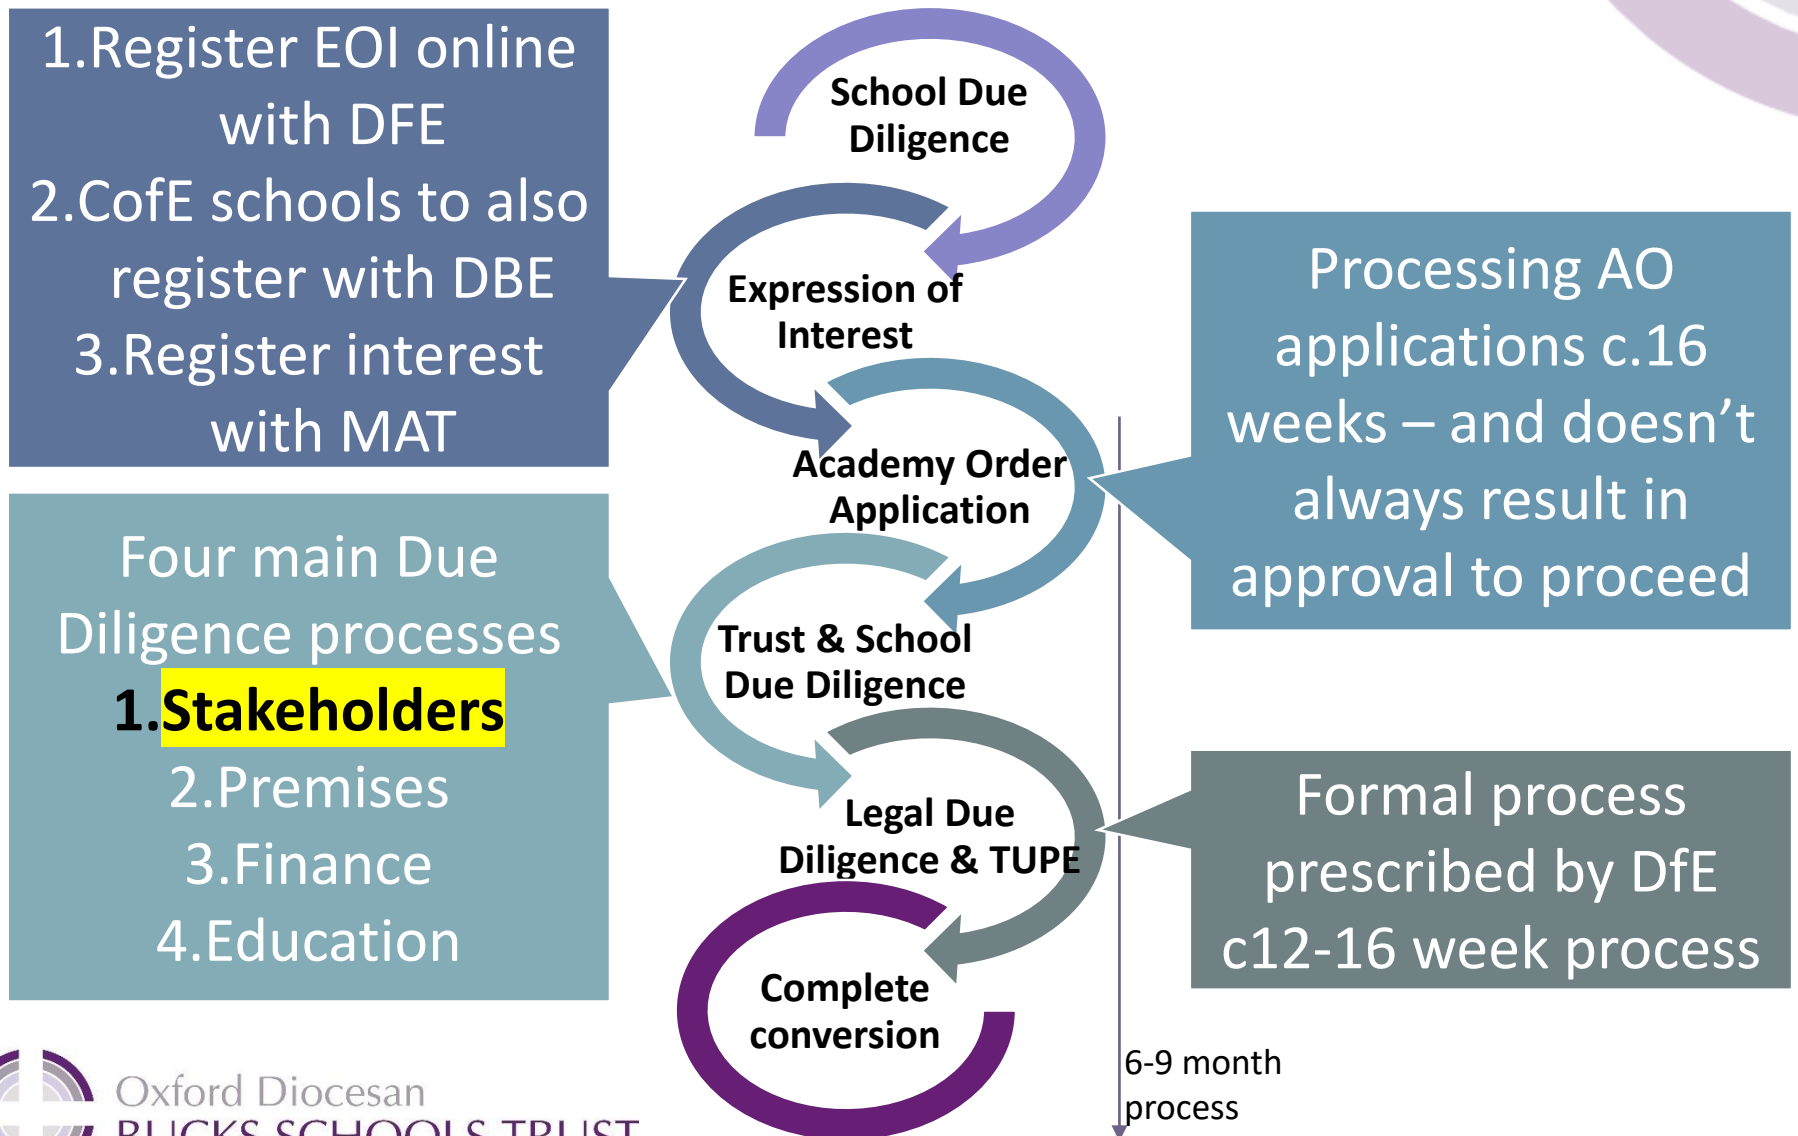 1.Register EOI online
with DFE
2.CofE schools to also
register with DBE
3.Register interest
with MAT
Four main Due
Diligence processes
1.Stakeholders
2.Premises
3.Finance
4.Education
School Due
Diligence
Expression of
Interest
Academy Order
Application
Trust & School
Due Diligence
Legal Due
Diligence & TUPE
Complete
conversion
Processing AO
applications c.16
weeks – and doesn’t
always result in
approval to proceed
Formal process
prescribed by DfE
c12-16 week process
6-9 month
process
Oxford Diocesan
BUCKS SCHOOLS TRUST